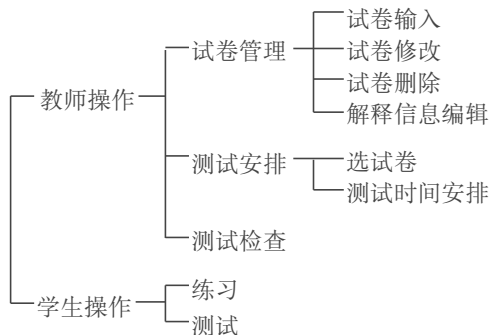 试卷输入
试卷管理
试卷修改
试卷删除
教师操作
解释信息编辑
测试安排
选试卷
测试时间安排
测试检查
练习
学生操作
测试